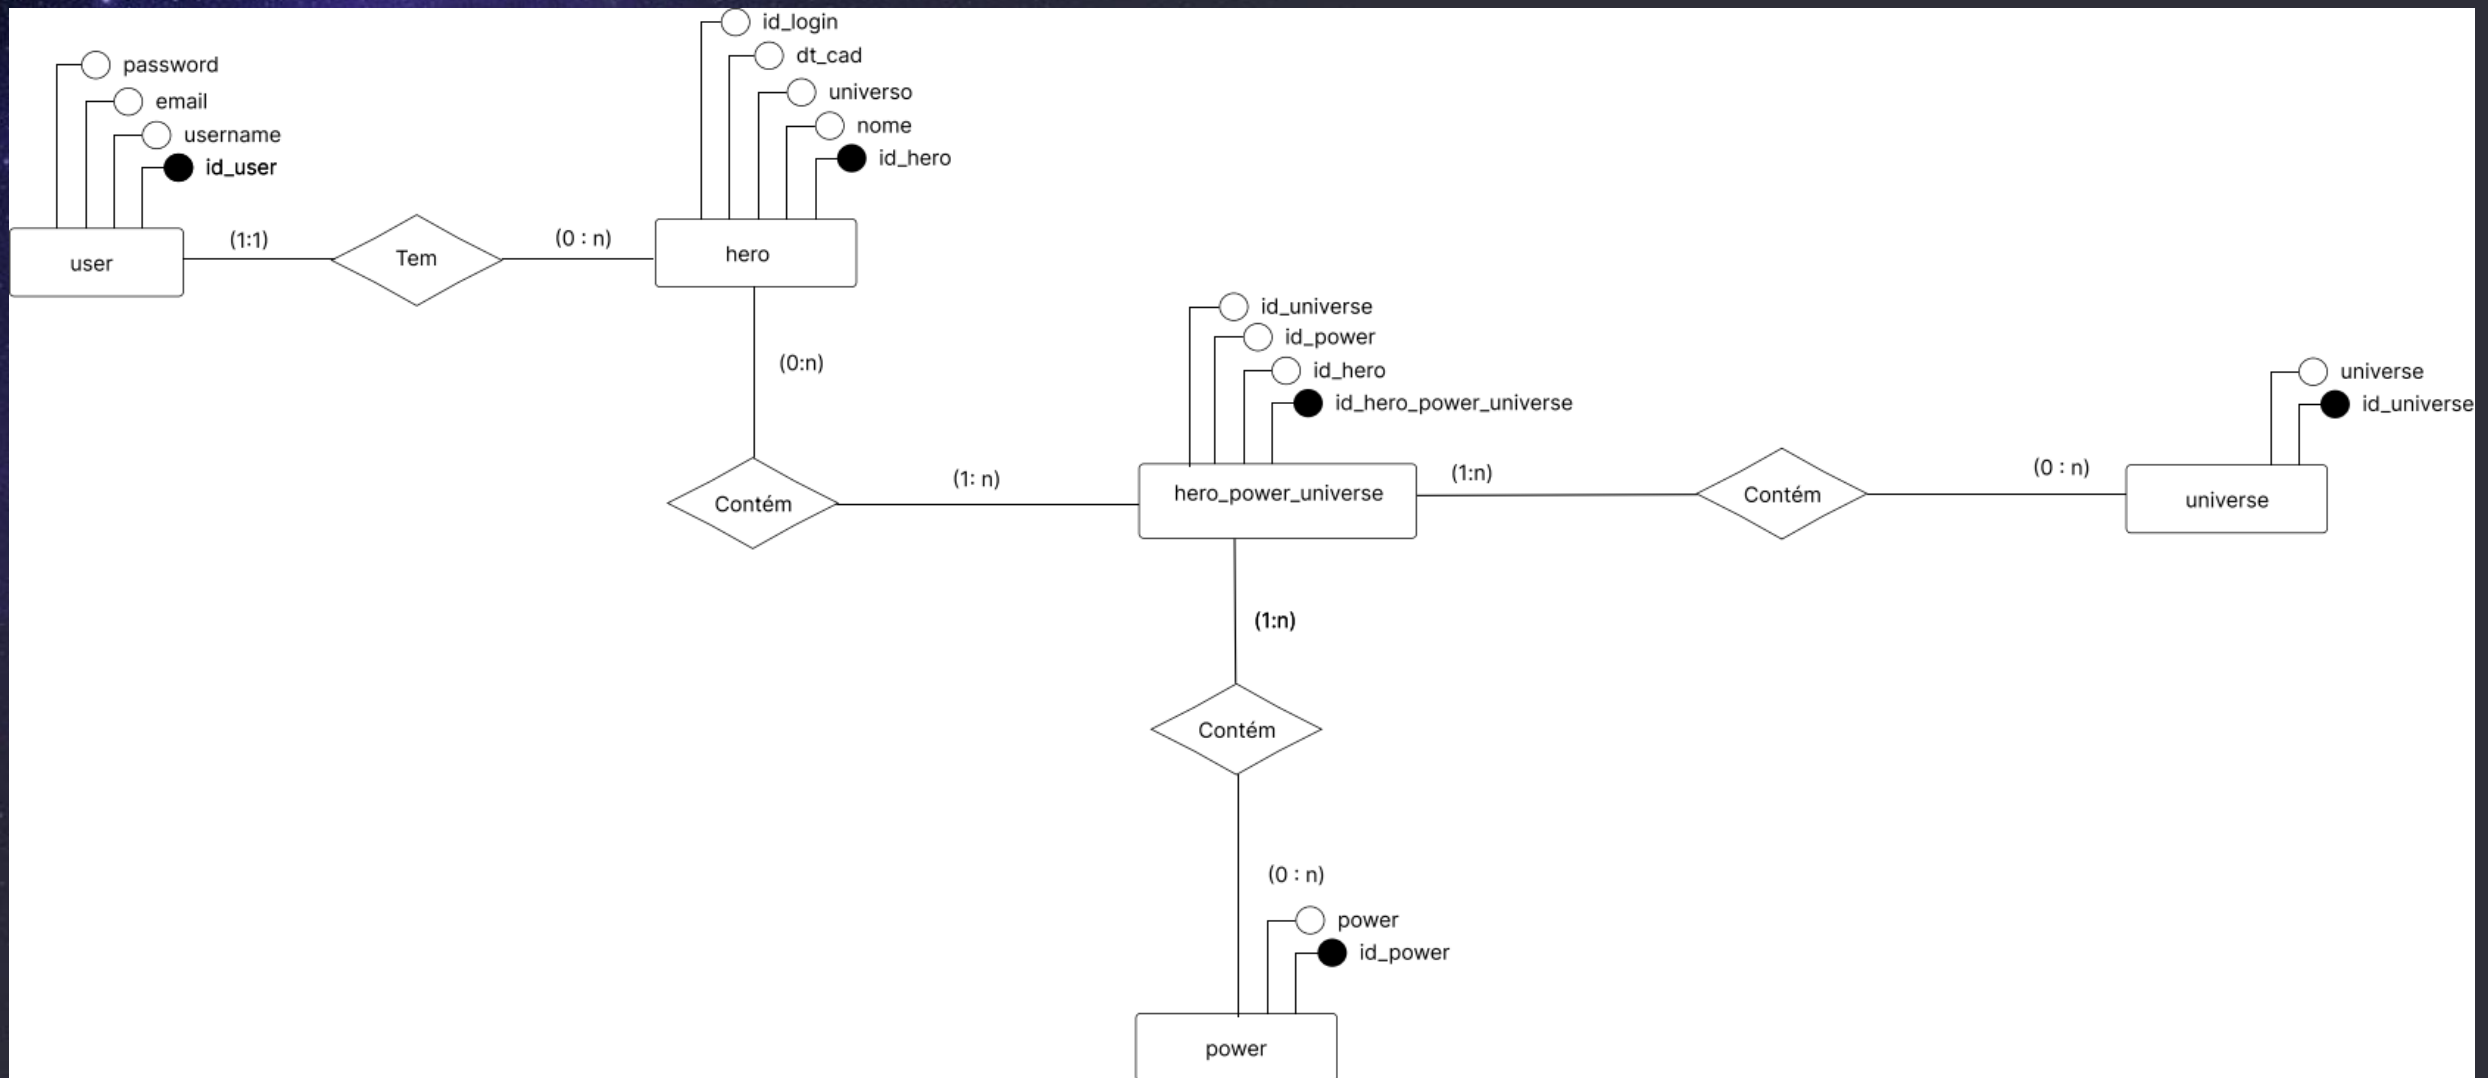 id_login
dt_cad
universo
nome
id_hero
password
email
username
id_user
user
(1:1)
Tem
(0 : n)
hero
(0:n)
Contém
(1: n)
id_universe
id_power
id_hero
id_hero_power_universe
hero_power_universe
(1:n)
Contém
(0 : n)
universe
id_universe
universe
(1:n)
Contém
(0 : n)
power
id_power
power